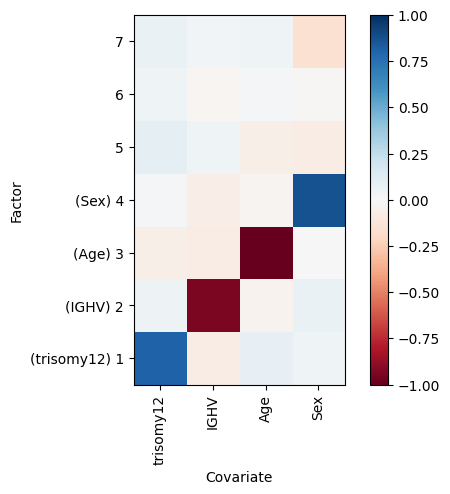 7
6
5
(Sex) 4
(Age) 3
(IGHV) 2
(trisomy12) 1
Factor
trisomy12
IGHV
Age
Sex
Covariate
1.00
0.75
0.50
0.25
0.00
−0.25
−0.50
−0.75
−1.00